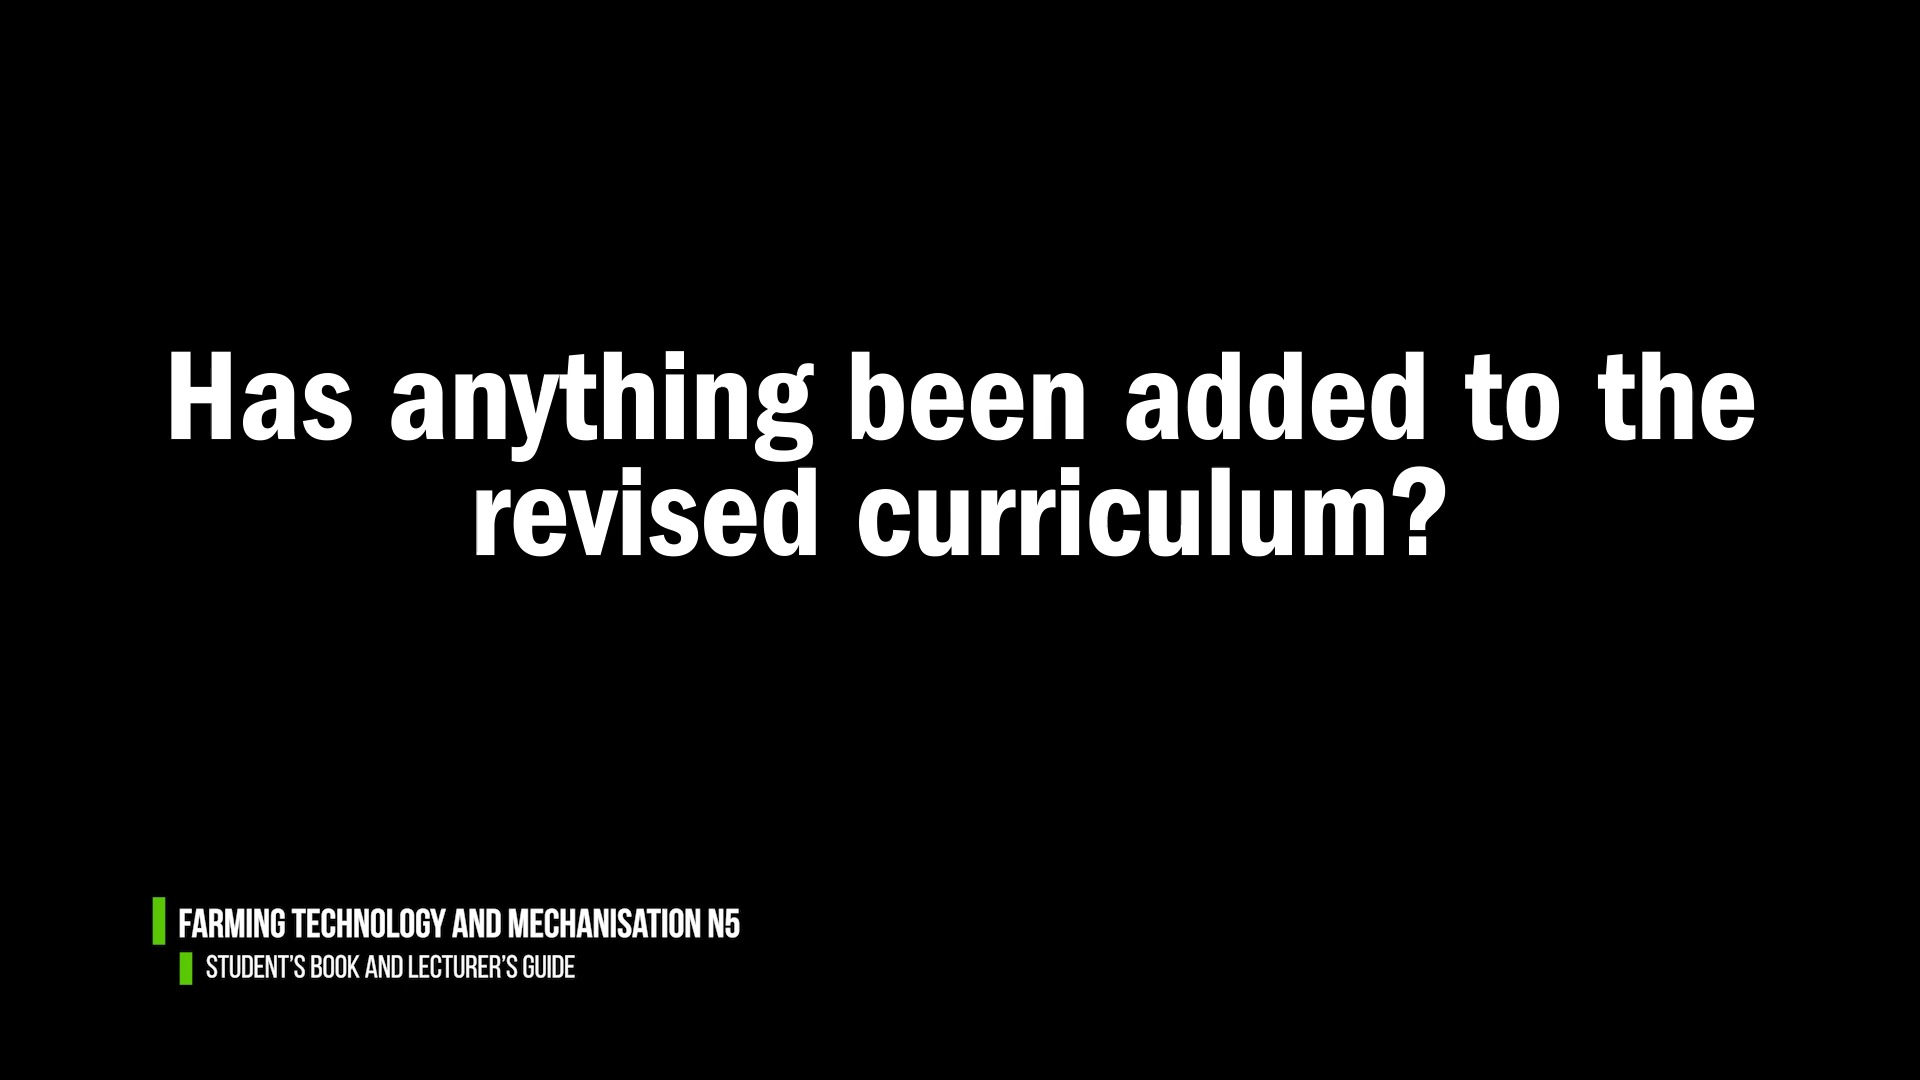 Has anything been added to the
revised curriculum?
FARMING TECHNOLOGY AND MECHANISATION N5
STUDENT’S BOOK AND LECTURER’S GUIDE